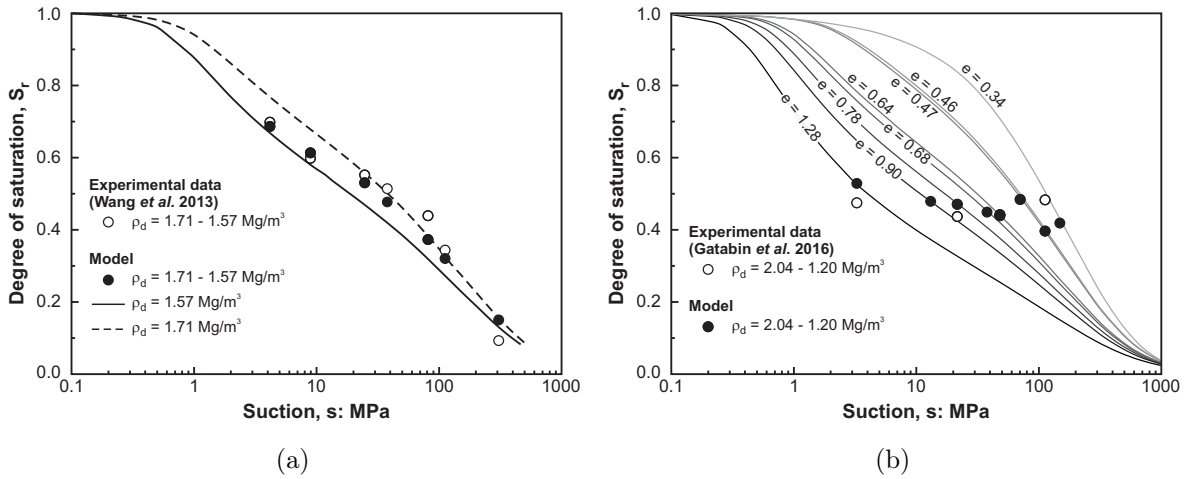 1.0
0.8
0.6
0.4
0.2
0.0
Degree of saturation, Sr
Experimental data
(Wang et al. 2013)
ρd = 1.71 - 1.57 Mg/m³
Model
ρd = 1.71 - 1.57 Mg/m³
ρd = 1.57 Mg/m³
ρd = 1.71 Mg/m³
0.1 1 10 100 1000
Suction, s: MPa
(a)
1.0
0.8
0.6
0.4
0.2
0.0
Degree of saturation, Sr
e = 0.34
e = 0.46
e = 0.47
e = 0.64
e = 0.68
e = 0.78
e = 0.90
e = 1.28
Experimental data
(Gatabin et al. 2016)
ρd = 2.04 - 1.20 Mg/m³
Model
ρd = 2.04 - 1.20 Mg/m³
0.1 1 10 100 1000
Suction, s: MPa
(b)